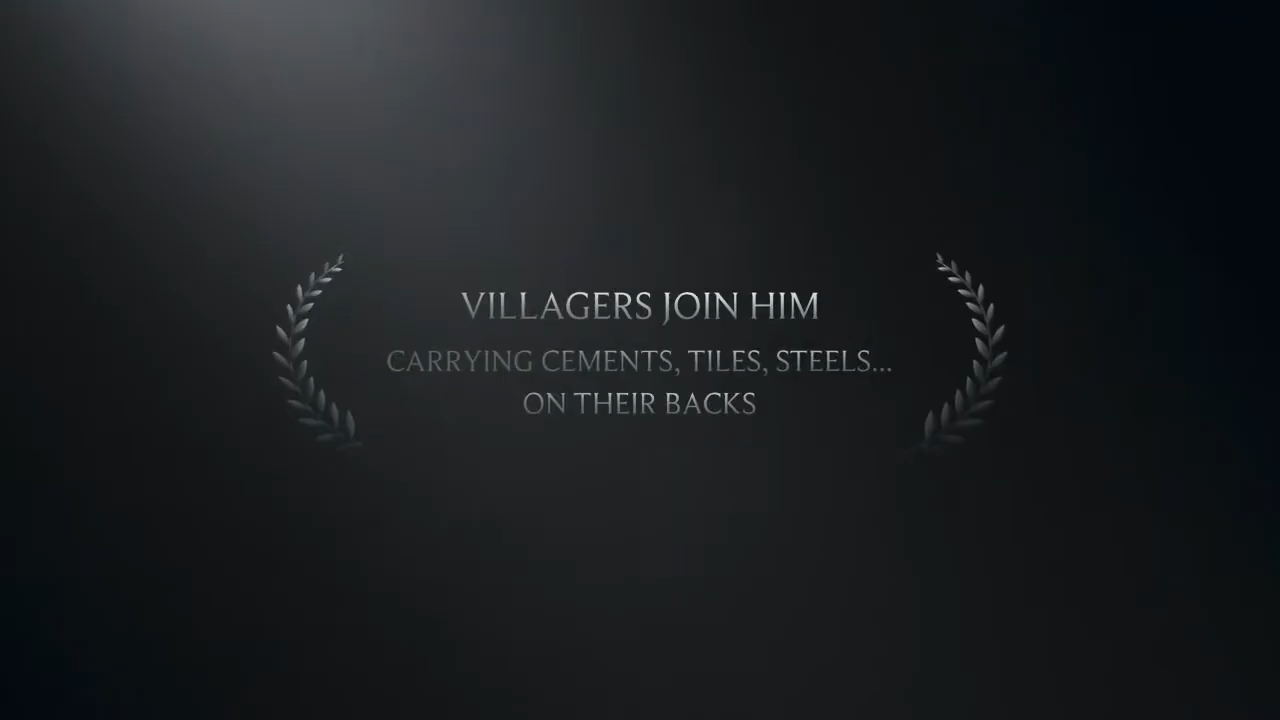 VILLAGERS JOIN HIM
CARRYING CEMENTS, TILES, STEELS...
ON THEIR BACKS